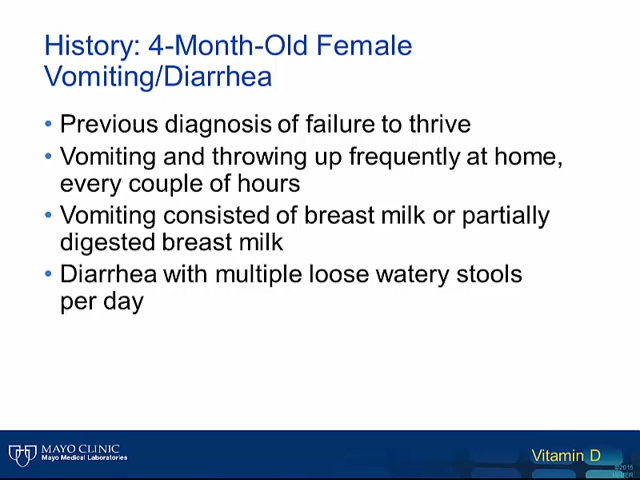 History: 4-Month-Old Female
Vomiting/Diarrhea
• Previous diagnosis of failure to thrive
• Vomiting and throwing up frequently at home,
every couple of hours
• Vomiting consisted of breast milk or partially
digested breast milk
• Diarrhea with multiple loose watery stools
per day
MAYO CLINIC
Mayo Medical Laboratories
Vitamin D